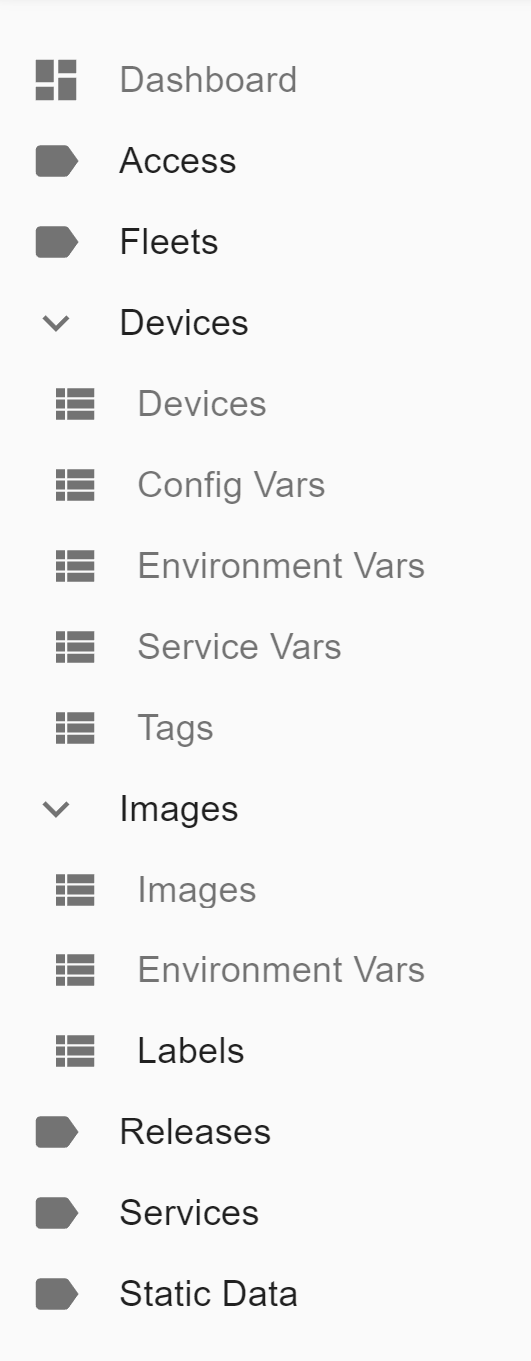 Dashboard
Access
Fleets
Devices
Devices
Config Vars
Environment Vars
Service Vars
Tags
Images
Images
Environment Vars
Labels
Releases
Services
Static Data